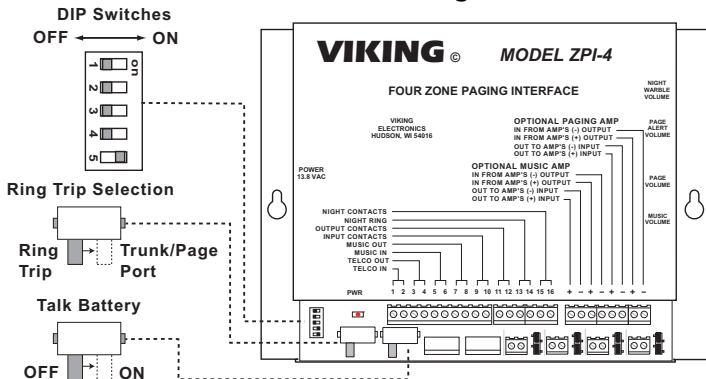 DIP Switches
OFF ON
on
1
2
3
4
5
Ring Trip Selection
Ring Trip
Trunk/Page Port
Talk Battery
OFF ON
VIKING © MODEL ZPI-4
FOUR ZONE PAGING INTERFACE
VIKING
ELECTRONICS
HUDSON, WI 54016
POWER
13.8 VAC
NIGHT
WARBLE
VOLUME
PAGE
ALERT
VOLUME
PAGE
VOLUME
MUSIC
VOLUME
OPTIONAL PAGING AMP
IN FROM AMP'S (-) OUTPUT
IN FROM AMP'S (+) OUTPUT
OUT TO AMP'S (-) INPUT
OUT TO AMP'S (+) INPUT
OPTIONAL MUSIC AMP
IN FROM AMP'S (-) OUTPUT
IN FROM AMP'S (+) OUTPUT
OUT TO AMP'S (-) INPUT
OUT TO AMP'S (+) INPUT
NIGHT CONTACTS
NIGHT RING
OUTPUT CONTACTS
INPUT CONTACTS
MUSIC OUT
MUSIC IN
TELCO OUT
TELCO IN
PWR 1 2 3 4 5 6 7 8 9 10 11 12 13 14 15 16 + - + - + - + -